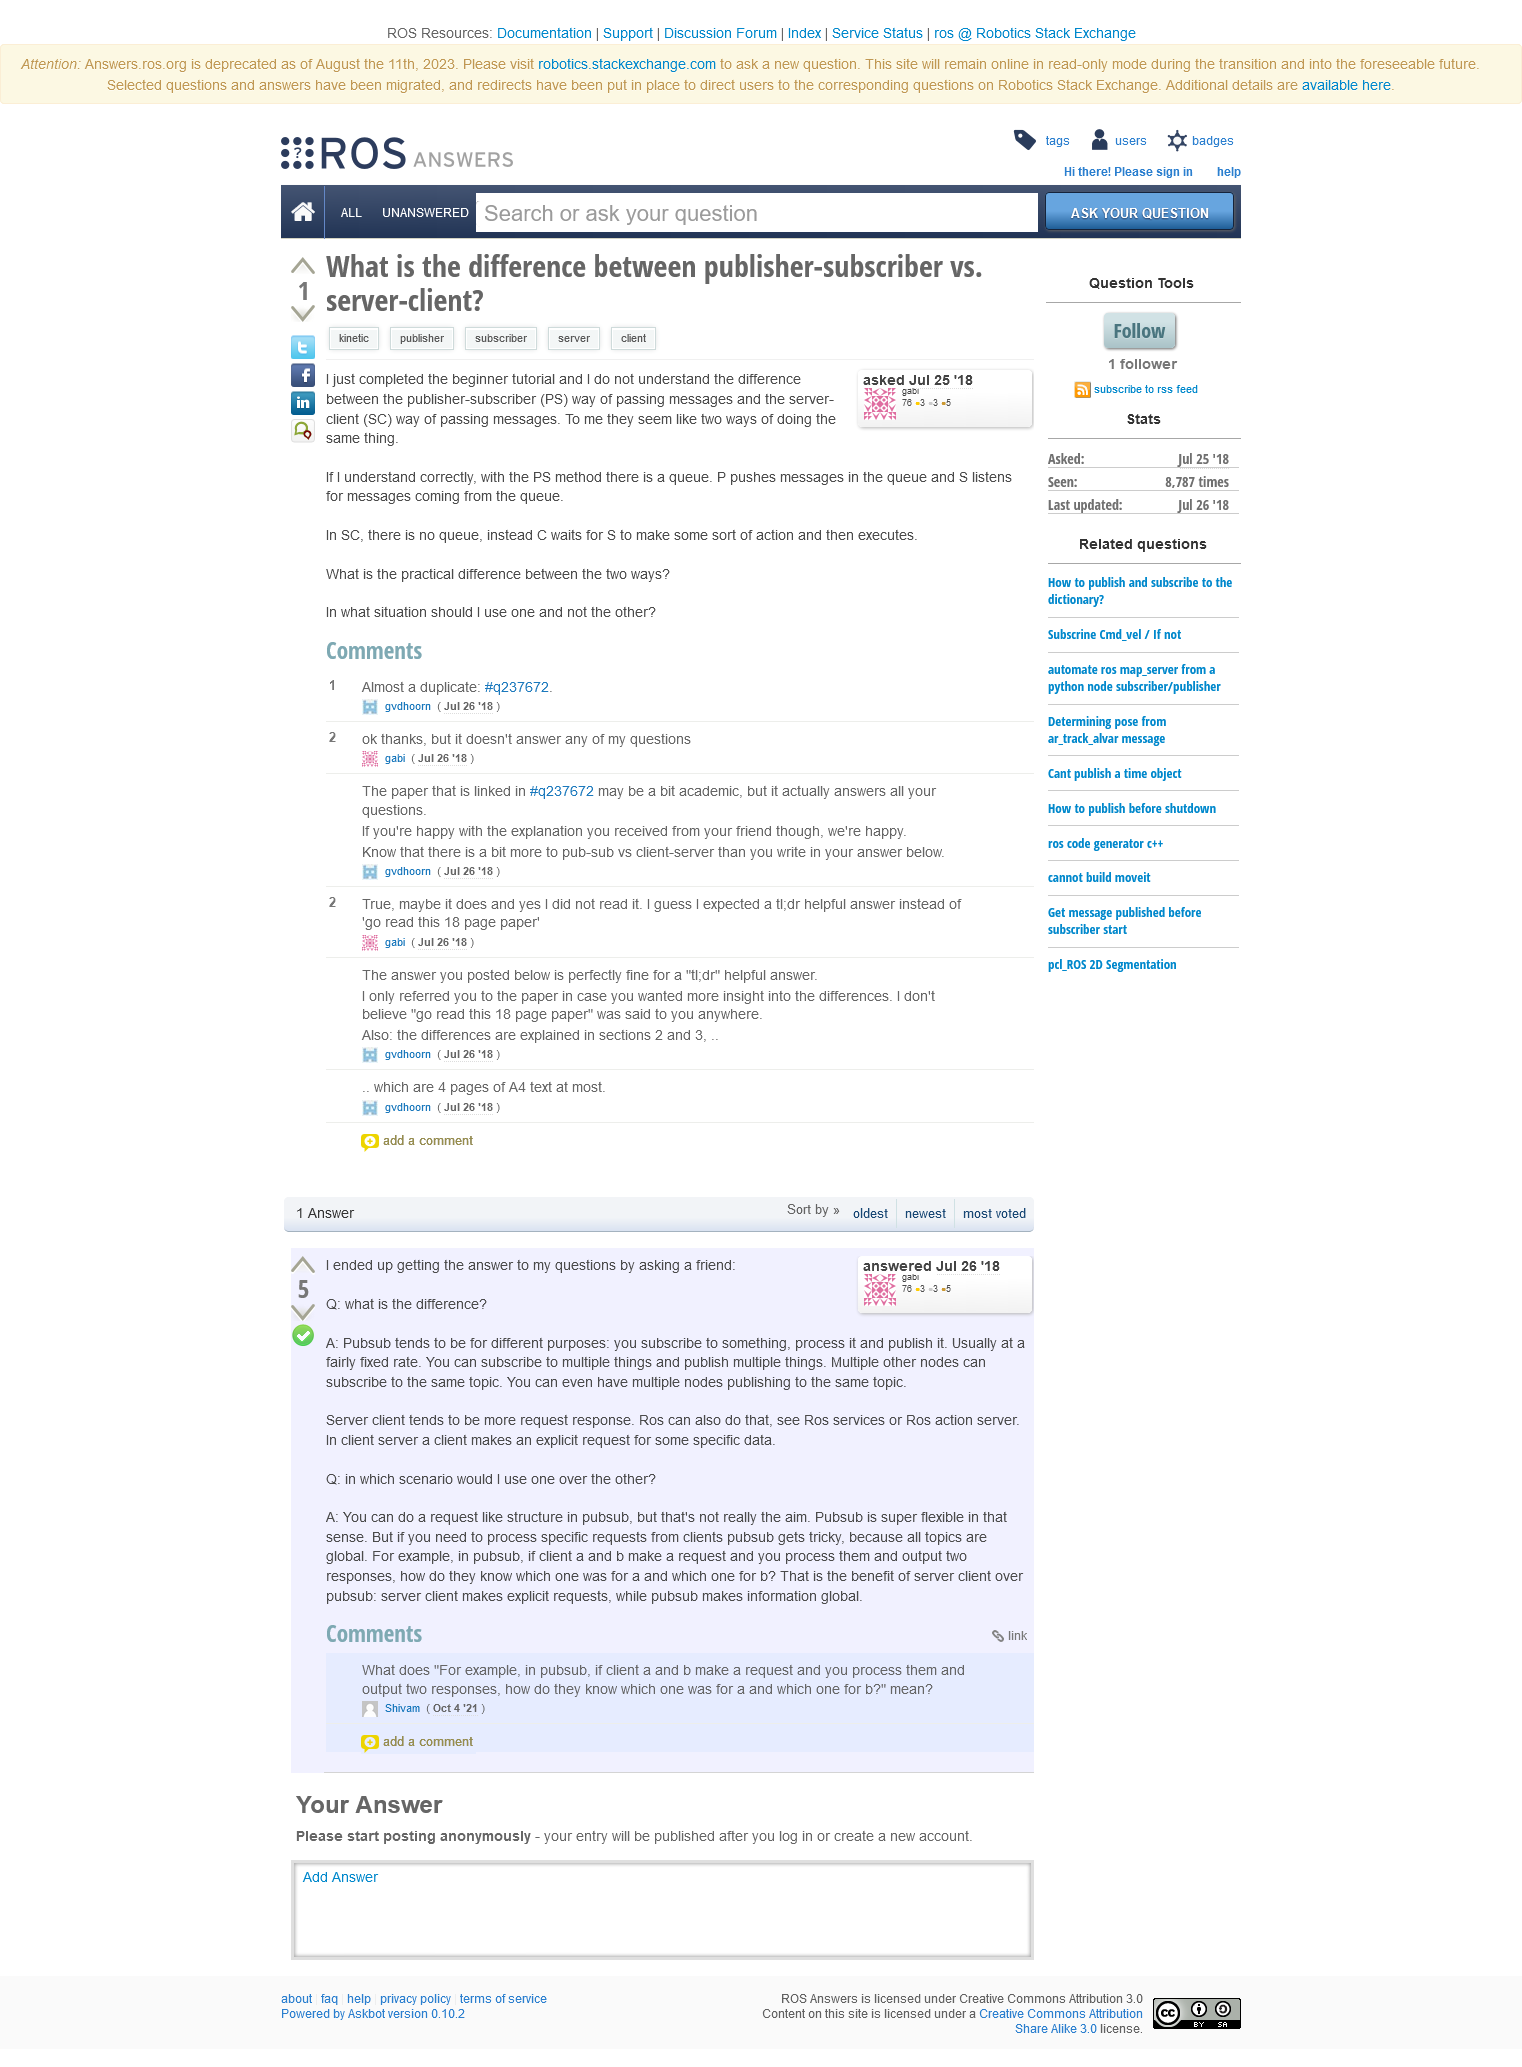 ROS Resources: Documentation | Support | Discussion Forum | Index | Service Status | ros @ Robotics Stack Exchange
Attention: Answers.ros.org is deprecated as of August the 11th, 2023. Please visit robotics.stackexchange.com to ask a new question. This site will remain online in read-only mode during the transition and into the foreseeable future.
Selected questions and answers have been migrated, and redirects have been put in place to direct users to the corresponding questions on Robotics Stack Exchange. Additional details are available here.
? ROS ANSWERS
tags users badges
Hi there! Please sign in help
ALL UNANSWERED Search or ask your question ASK YOUR QUESTION
1
What is the difference between publisher-subscriber vs.
server-client?
kinetic publisher subscriber server client
asked Jul 25 '18
gabi
76 ●3 ●3 ●5
I just completed the beginner tutorial and I do not understand the difference
between the publisher-subscriber (PS) way of passing messages and the server-
client (SC) way of passing messages. To me they seem like two ways of doing the
same thing.
If I understand correctly, with the PS method there is a queue. P pushes messages in the queue and S listens
for messages coming from the queue.
In SC, there is no queue, instead C waits for S to make some sort of action and then executes.
What is the practical difference between the two ways?
In what situation should I use one and not the other?
Comments
1 Almost a duplicate: #q237672.
gvdhoorn ( Jul 26 '18 )
2 ok thanks, but it doesn't answer any of my questions
gabi ( Jul 26 '18 )
The paper that is linked in #q237672 may be a bit academic, but it actually answers all your
questions.
If you're happy with the explanation you received from your friend though, we're happy.
Know that there is a bit more to pub-sub vs client-server than you write in your answer below.
gvdhoorn ( Jul 26 '18 )
2 True, maybe it does and yes I did not read it. I guess I expected a tl;dr helpful answer instead of
'go read this 18 page paper'
gabi ( Jul 26 '18 )
The answer you posted below is perfectly fine for a "tl;dr" helpful answer.
I only referred you to the paper in case you wanted more insight into the differences. I don't
believe "go read this 18 page paper" was said to you anywhere.
Also: the differences are explained in sections 2 and 3, ..
gvdhoorn ( Jul 26 '18 )
.. which are 4 pages of A4 text at most.
gvdhoorn ( Jul 26 '18 )
add a comment
Question Tools
Follow
1 follower
subscribe to rss feed
Stats
Asked: Jul 25 '18
Seen: 8,787 times
Last updated: Jul 26 '18
Related questions
How to publish and subscribe to the
dictionary?
Subscrine Cmd_vel / If not
automate ros map_server from a
python node subscriber/publisher
Determining pose from
ar_track_alvar message
Cant publish a time object
How to publish before shutdown
ros code generator c++
cannot build moveit
Get message published before
subscriber start
pcl_ROS 2D Segmentation
1 Answer Sort by » oldest newest most voted
5
answered Jul 26 '18
gabi
76 ●3 ●3 ●5
I ended up getting the answer to my questions by asking a friend:
Q: what is the difference?
A: Pubsub tends to be for different purposes: you subscribe to something, process it and publish it. Usually at a
fairly fixed rate. You can subscribe to multiple things and publish multiple things. Multiple other nodes can
subscribe to the same topic. You can even have multiple nodes publishing to the same topic.
Server client tends to be more request response. Ros can also do that, see Ros services or Ros action server.
In client server a client makes an explicit request for some specific data.
Q: in which scenario would I use one over the other?
A: You can do a request like structure in pubsub, but that's not really the aim. Pubsub is super flexible in that
sense. But if you need to process specific requests from clients pubsub gets tricky, because all topics are
global. For example, in pubsub, if client a and b make a request and you process them and output two
responses, how do they know which one was for a and which one for b? That is the benefit of server client over
pubsub: server client makes explicit requests, while pubsub makes information global.
Comments link
What does "For example, in pubsub, if client a and b make a request and you process them and
output two responses, how do they know which one was for a and which one for b?" mean?
Shivam ( Oct 4 '21 )
add a comment
Your Answer
Please start posting anonymously - your entry will be published after you log in or create a new account.
Add Answer
about | faq | help | privacy policy | terms of service
Powered by Askbot version 0.10.2
ROS Answers is licensed under Creative Commons Attribution 3.0
Content on this site is licensed under a Creative Commons Attribution
Share Alike 3.0 license.
cc BY SA